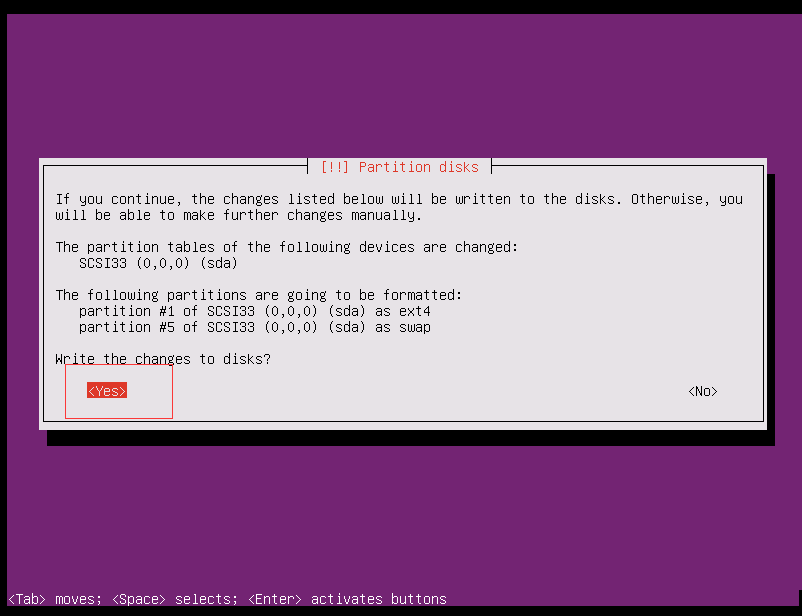 [!!] Partition disks
If you continue, the changes listed below will be written to the disks. Otherwise, you
will be able to make further changes manually.
The partition tables of the following devices are changed:
SCSI33 (0,0,0) (sda)
The following partitions are going to be formatted:
partition #1 of SCSI33 (0,0,0) (sda) as ext4
partition #5 of SCSI33 (0,0,0) (sda) as swap
Write the changes to disks?
<Yes> <No>
<Tab> moves; <Space> selects; <Enter> activates buttons